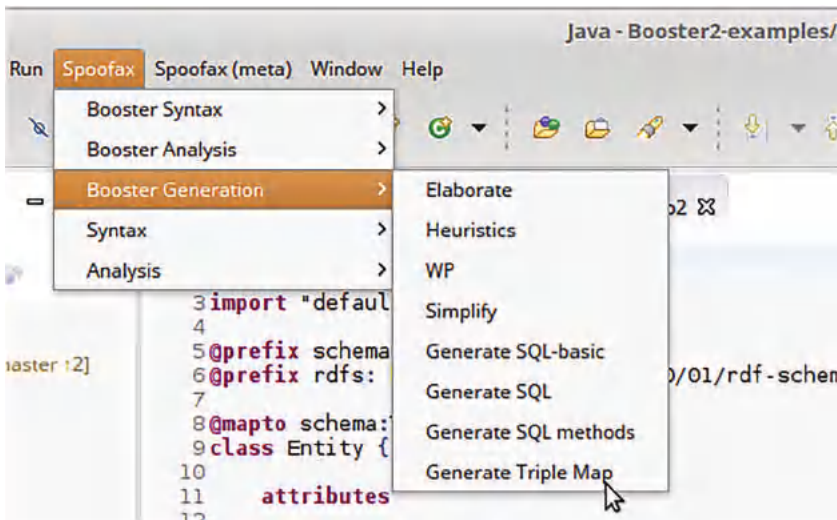 Java - Booster2-examples/
Run Spoofax Spoofax (meta) Window Help
Booster Syntax >
Booster Analysis >
Booster Generation >
Syntax >
Analysis >
Elaborate
Heuristics
WP
Simplify
Generate SQL-basic
Generate SQL
Generate SQL methods
Generate Triple Map
2
aster :2]
3 import "defaul
4
5 @prefix schema
6 @prefix rdfs: /01/rdf-schem
7
8 @mapto schema:
9 class Entity {
10
11 attributes
12